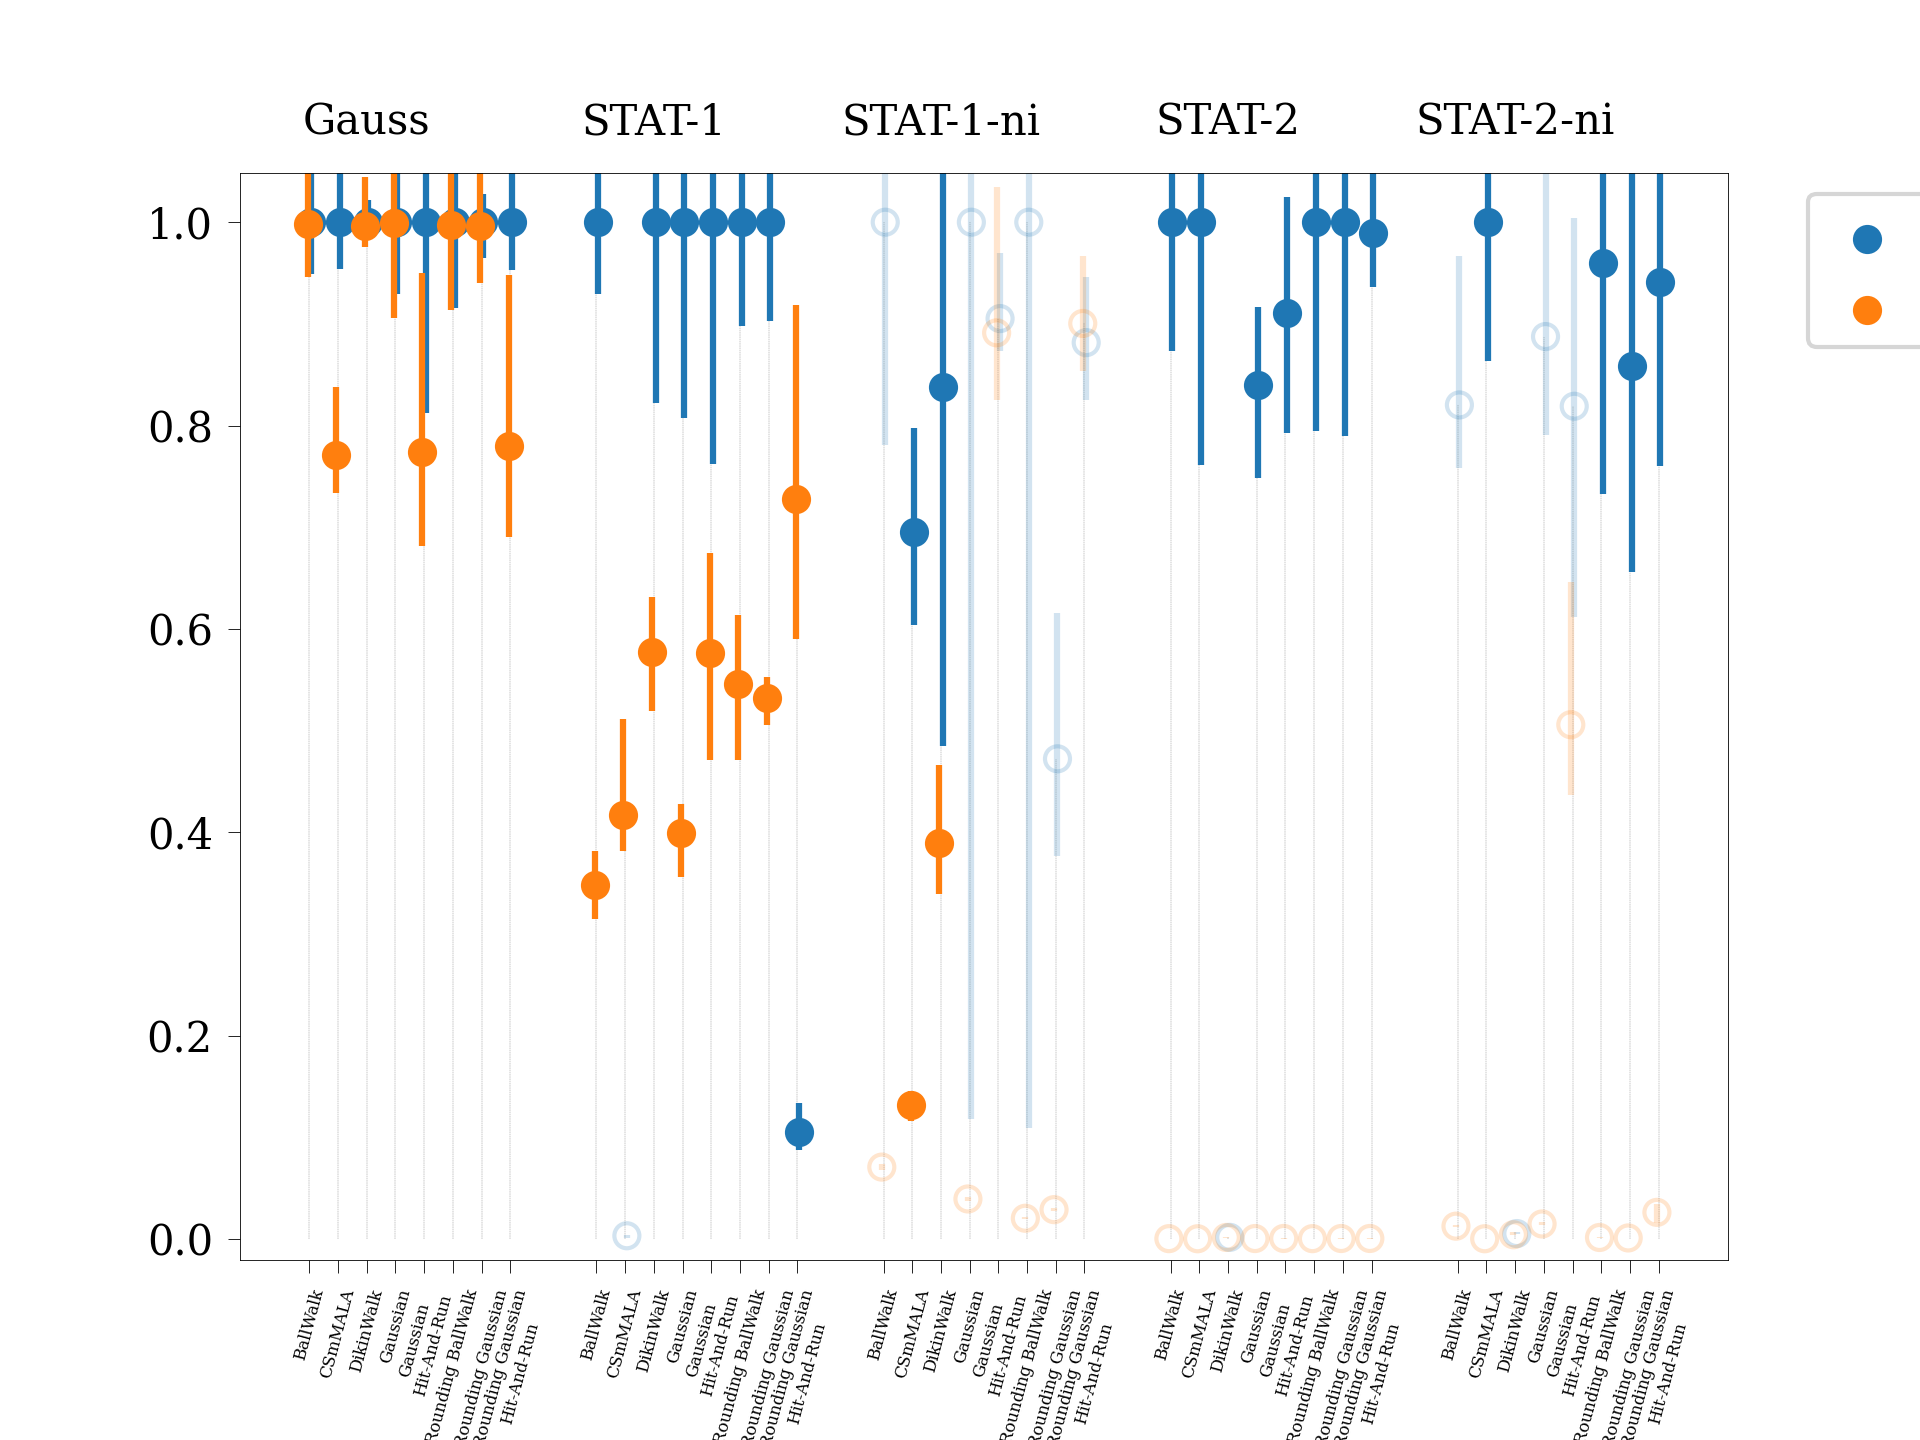 Gauss STAT-1 STAT-1-ni STAT-2 STAT-2-ni
1.0
0.8
0.6
0.4
0.2
0.0
BallWalk
CSmMALA
DikinWalk
Gaussian
Gaussian
Hit-And-Run
Rounding BallWalk
Rounding Gaussian
Rounding Gaussian
Hit-And-Run
BallWalk
CSmMALA
DikinWalk
Gaussian
Gaussian
Hit-And-Run
Rounding BallWalk
Rounding Gaussian
Rounding Gaussian
Hit-And-Run
BallWalk
CSmMALA
DikinWalk
Gaussian
Gaussian
Hit-And-Run
Rounding BallWalk
Rounding Gaussian
Rounding Gaussian
Hit-And-Run
BallWalk
CSmMALA
DikinWalk
Gaussian
Gaussian
Hit-And-Run
Rounding BallWalk
Rounding Gaussian
Rounding Gaussian
Hit-And-Run
BallWalk
CSmMALA
DikinWalk
Gaussian
Gaussian
Hit-And-Run
Rounding BallWalk
Rounding Gaussian
Rounding Gaussian
Hit-And-Run